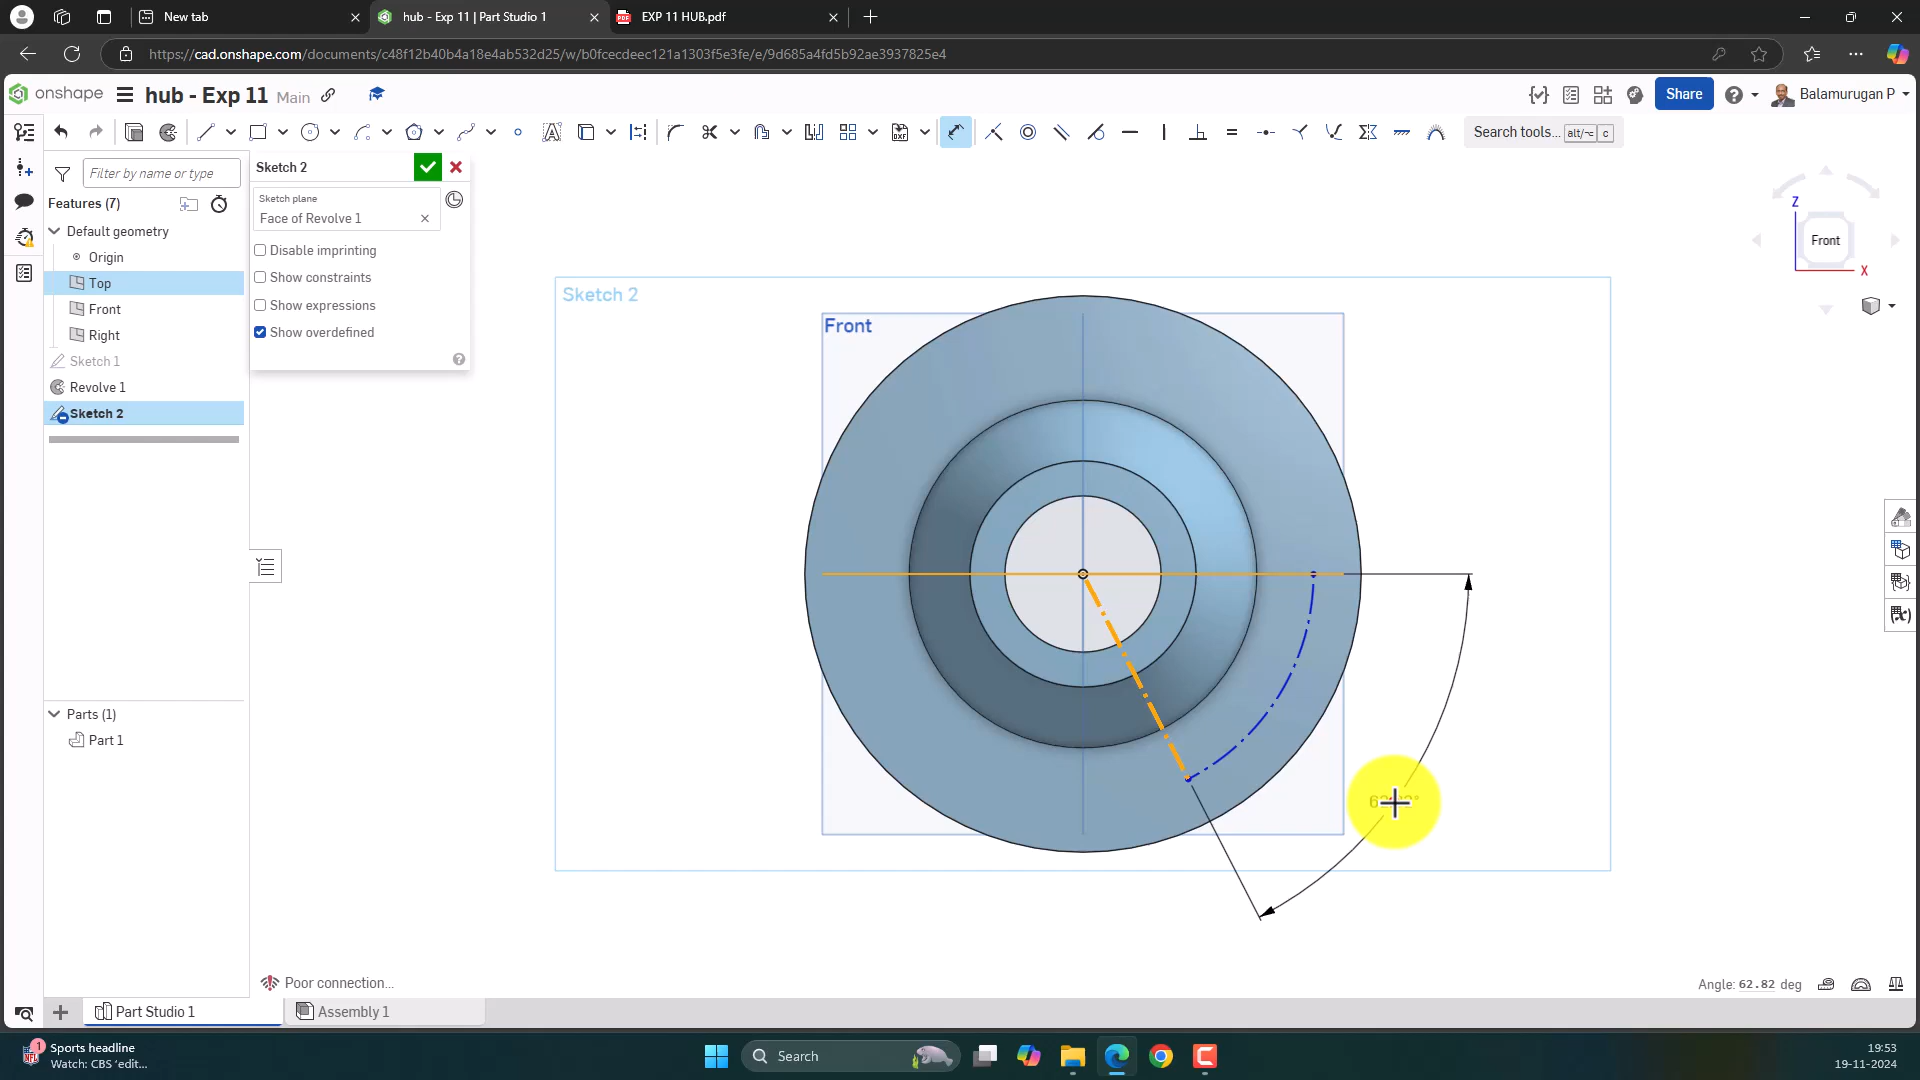 New tab
hub - Exp 11 | Part Studio 1
EXP 11 HUB.pdf
https://cad.onshape.com/documents/c48f12b40b4a18e4ab532d25/w/b0fcecdeec121a1303f5e3fe/e/9d685a4fd5b92ae3937825e4
onshape
hub - Exp 11
Main
Share
Balamurugan P
Search tools...
alt/⌥
c
Filter by name or type
Features (7)
Default geometry
Origin
Top
Front
Right
Sketch 1
Revolve 1
Sketch 2
Sketch 2
Sketch plane
Face of Revolve 1
Disable imprinting
Show constraints
Show expressions
Show overdefined
Sketch 2
Front
Z
Front
X
Parts (1)
Part 1
Poor connection...
Angle: 62.82 deg
Part Studio 1
Assembly 1
1
Sports headline
Watch: CBS 'edit...
Search
19:53
19-11-2024